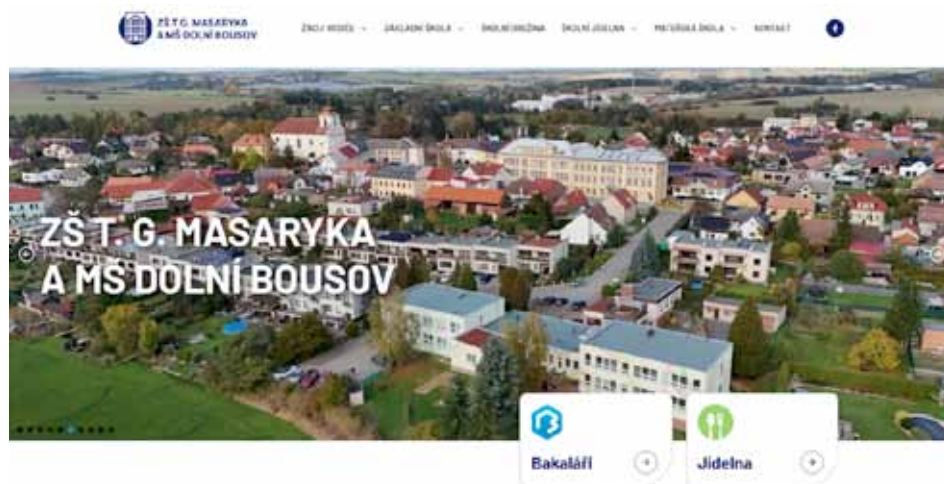 ZŠ T. G. MASARYKA
A MŠ DOLNÍ BOUSOV
ZÁKLADNÍ ŠKOLA
ŠKOLNÍ DRUŽINA
ŠKOLNÍ JÍDELNA
MATEŘSKÁ ŠKOLA
KONTAKT
ZŠ T. G. MASARYKA
A MŠ DOLNÍ BOUSOV
Bakaláři
Jídelna